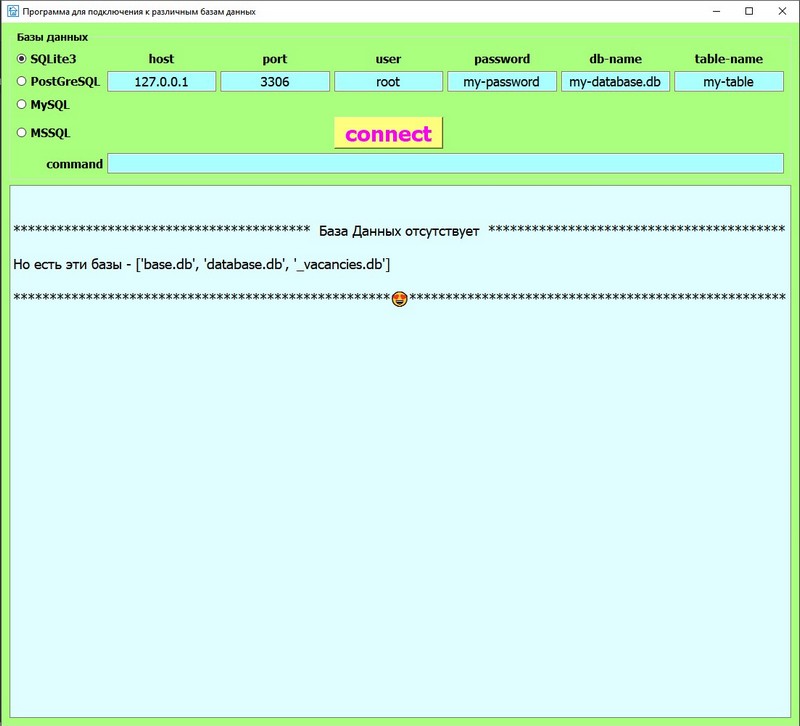 Программа для подключения к различным базам данных
Базы данных
SQLite3 host port user password db-name table-name
PostGreSQL 127.0.0.1 3306 root my-password my-database.db my-table
MySQL
MSSQL connect
command
***************************************** База Данных отсутствует *****************************************
Но есть эти базы - ['base.db', 'database.db', '_vacancies.db']
****************************************************🤩****************************************************